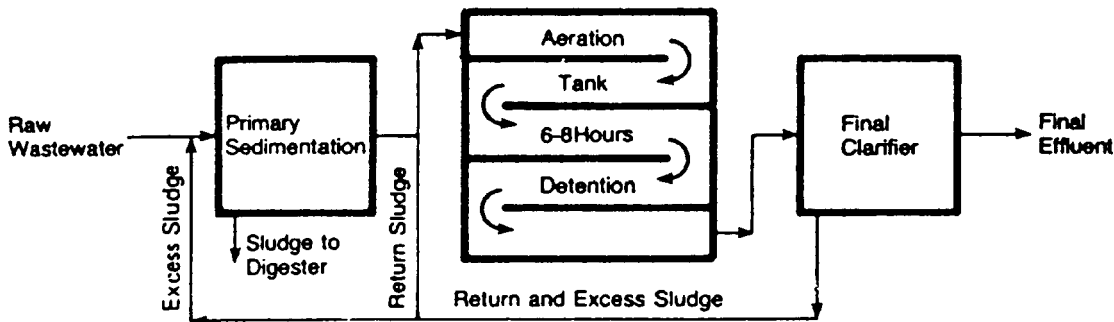 Aeration
Tank
6-8Hours
Detention
Raw
Wastewater
Primary
Sedimentation
Final
Clarifier
Final
Effluent
Excess Sludge
Sludge to
Digester
Return Sludge
Return and Excess Sludge